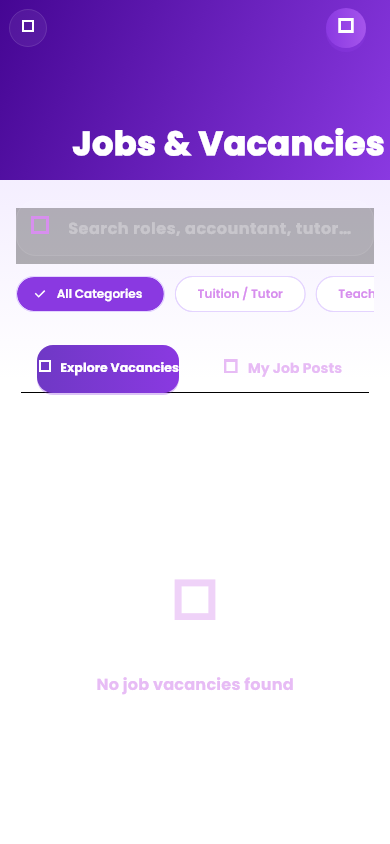 Jobs & Vacancies
Search roles, accountant, tutor...
All Categories
Tuition / Tutor
Teach
Explore Vacancies
My Job Posts
No job vacancies found